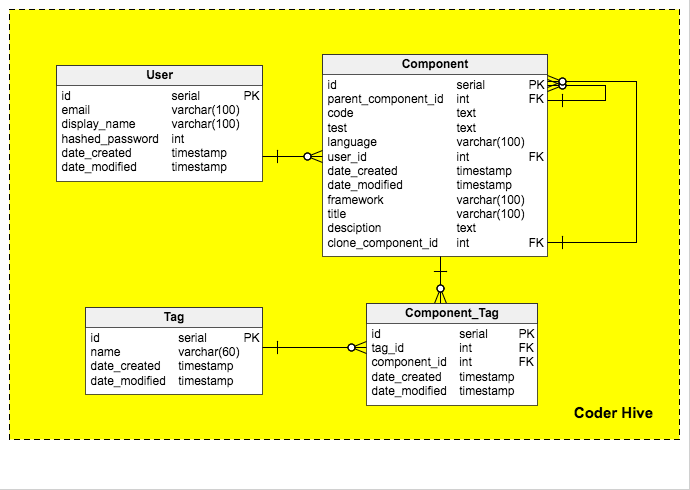 User
id serial PK
email varchar(100)
display_name varchar(100)
hashed_password int
date_created timestamp
date_modified timestamp
Component
id serial PK
parent_component_id int FK
code text
test text
language varchar(100)
user_id int FK
date_created timestamp
date_modified timestamp
framework varchar(100)
title varchar(100)
desciption text
clone_component_id int FK
Tag
id serial PK
name varchar(60)
date_created timestamp
date_modified timestamp
Component_Tag
id serial PK
tag_id int FK
component_id int FK
date_created timestamp
date_modified timestamp
Coder Hive